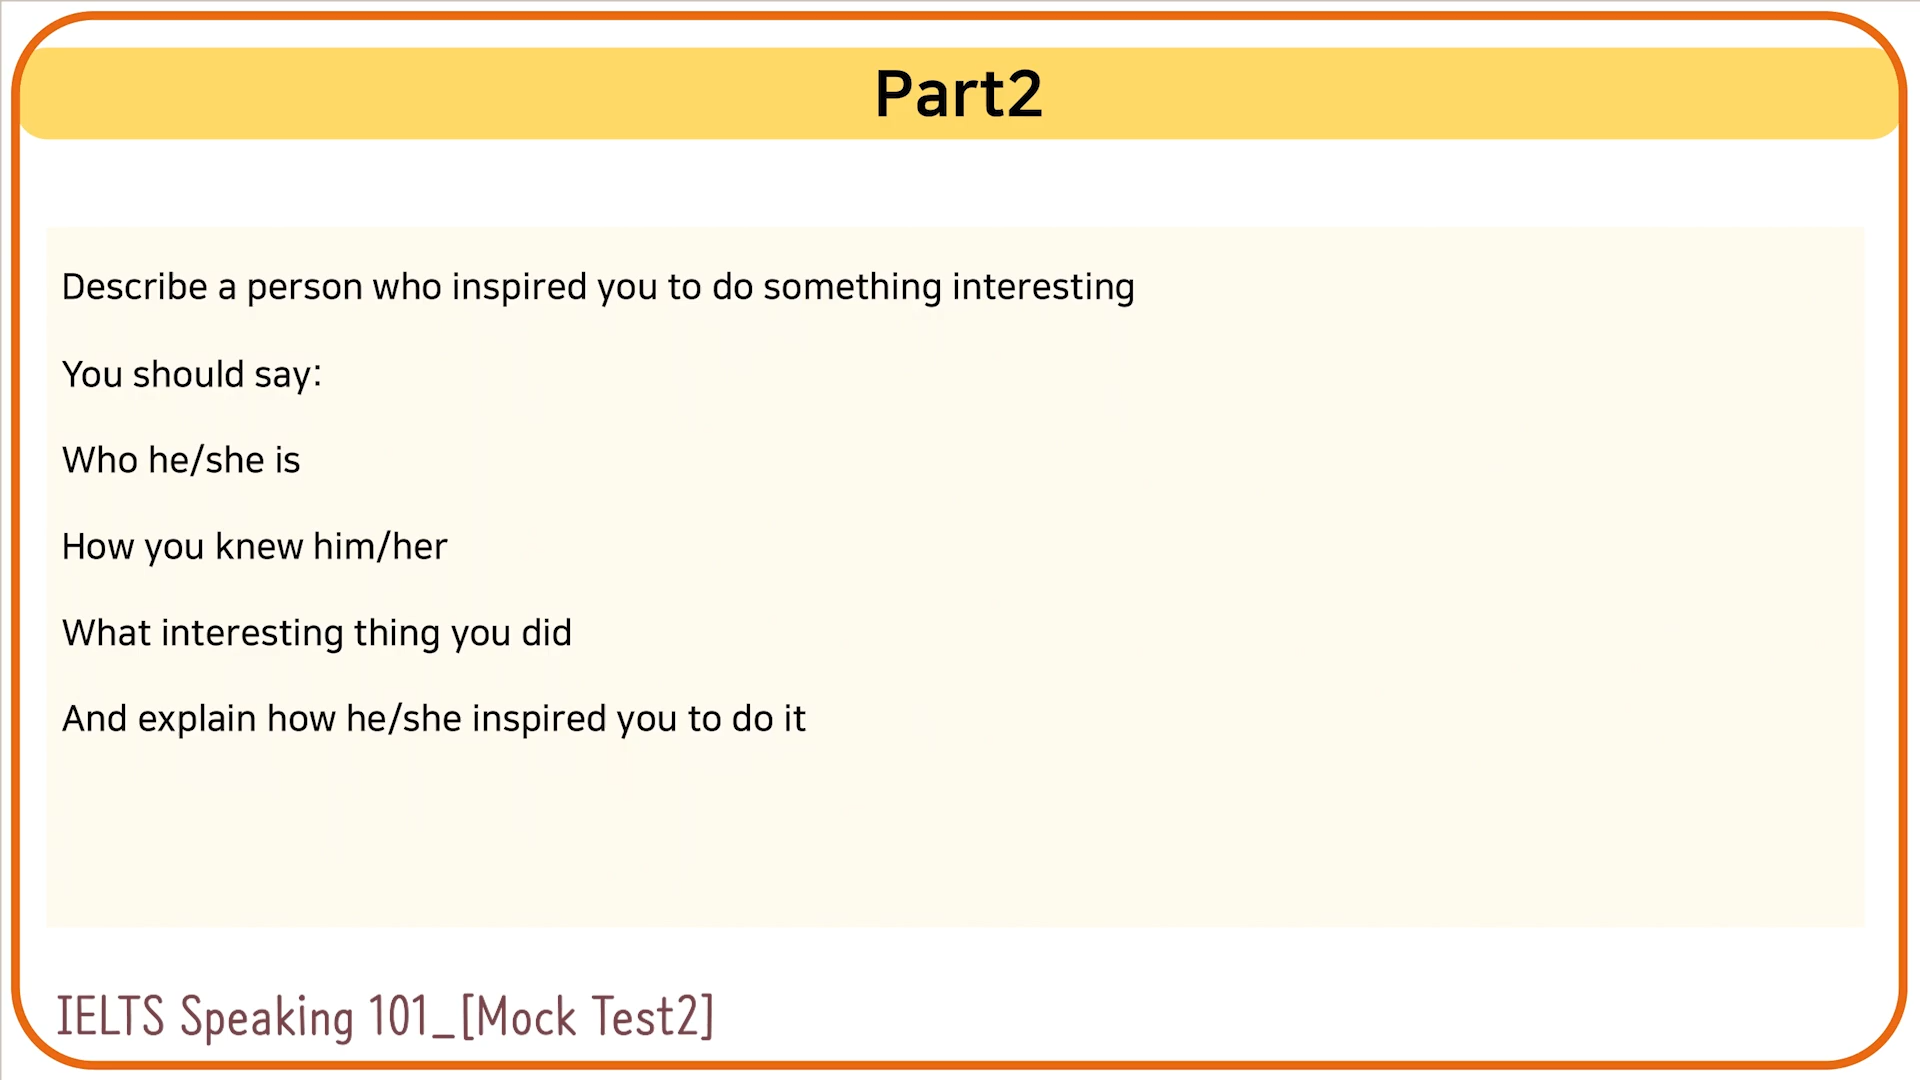 Part2
Describe a person who inspired you to do something interesting
You should say:
Who he/she is
How you knew him/her
What interesting thing you did
And explain how he/she inspired you to do it
IELTS Speaking 101_[Mock Test2]